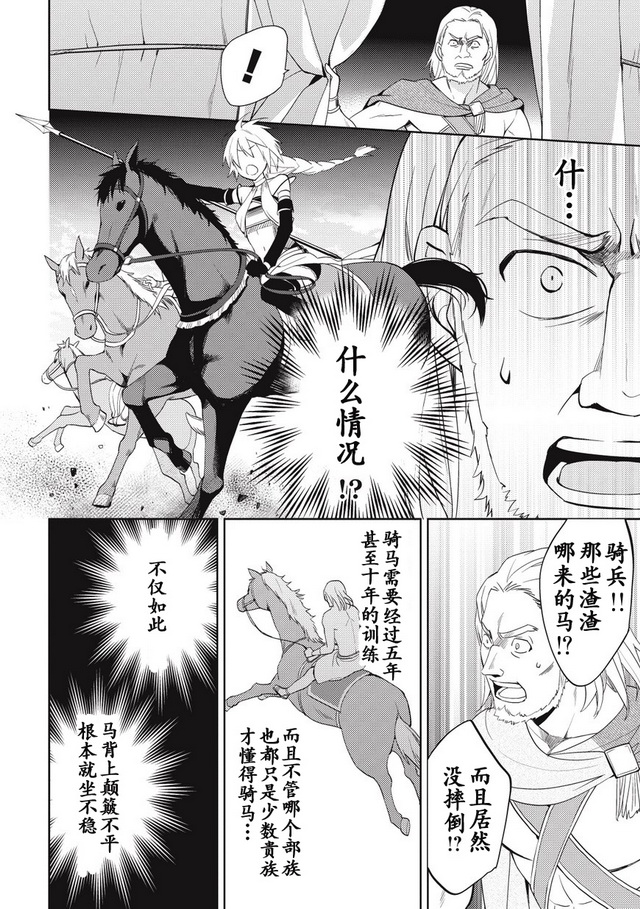 !
什…
什么情况
!?
骑兵!!
那些渣渣
哪来的马!?
而且居然
没摔倒!?
骑马需要经过五年
甚至十年的训练
而且不管哪个部族
也都只是少数贵族
才懂得骑马…
不仅如此
马背上颠簸不平
根本就坐不稳